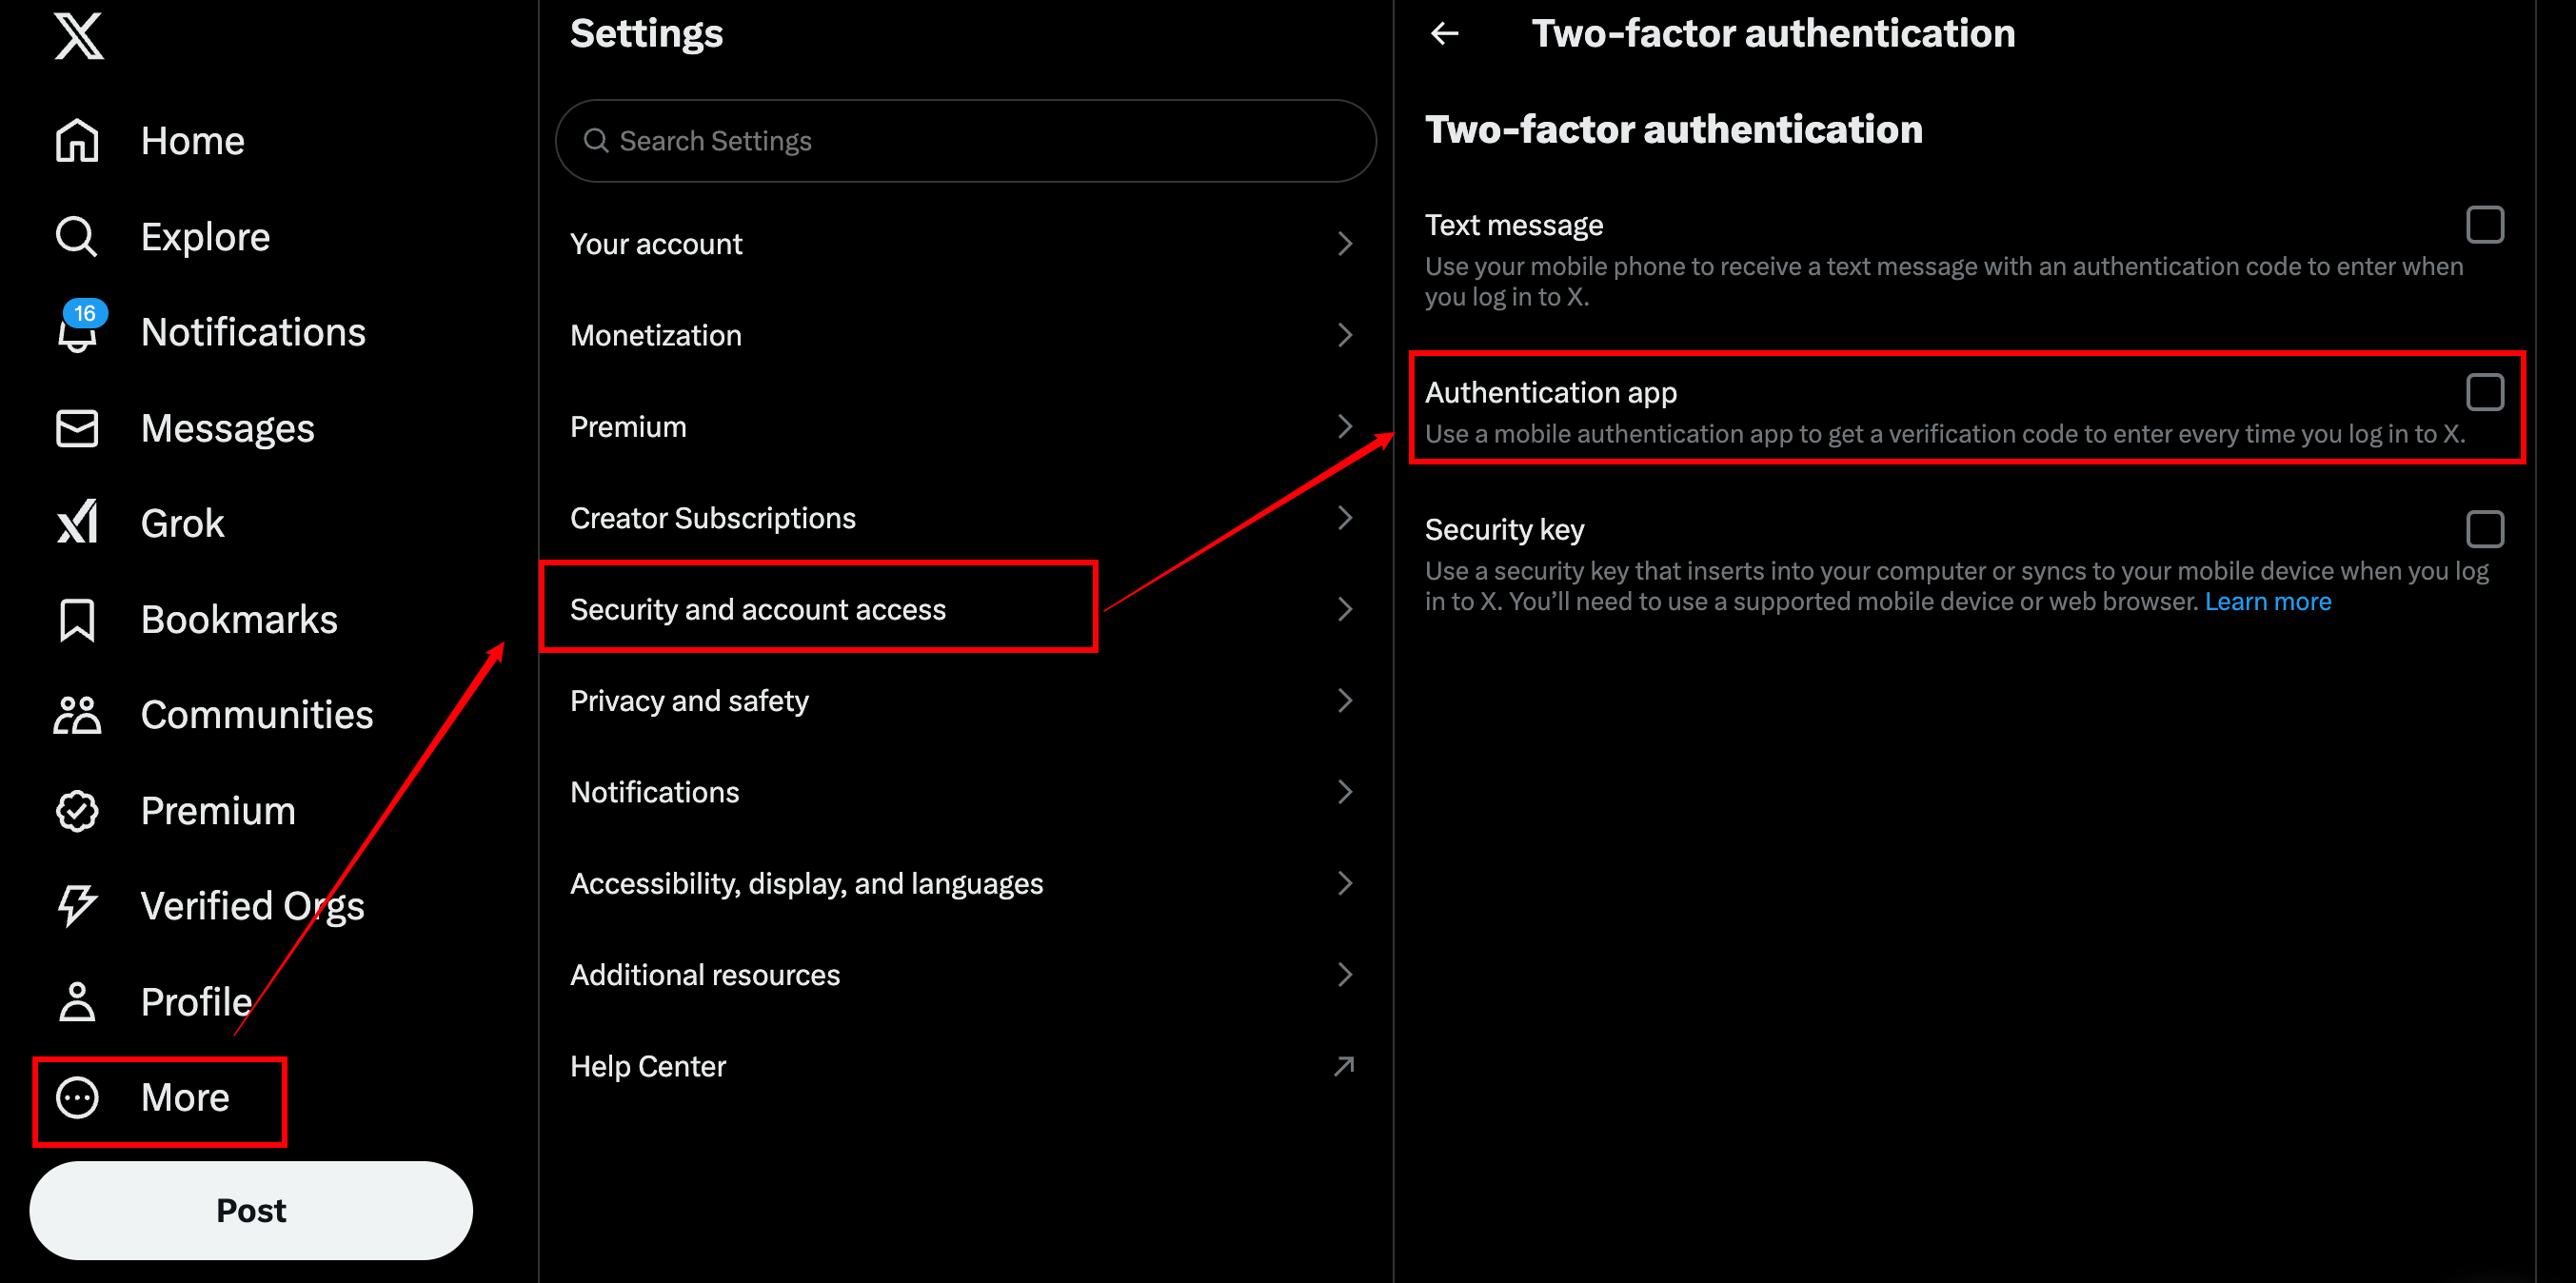 Home
Explore
16
Notifications
Messages
Grok
Bookmarks
Communities
Premium
Verified Orgs
Profile
More
Post
Settings
Search Settings
Your account
Monetization
Premium
Creator Subscriptions
Security and account access
Privacy and safety
Notifications
Accessibility, display, and languages
Additional resources
Help Center
Two-factor authentication
Two-factor authentication
Text message
Use your mobile phone to receive a text message with an authentication code to enter when
you log in to X.
Authentication app
Use a mobile authentication app to get a verification code to enter every time you log in to X.
Security key
Use a security key that inserts into your computer or syncs to your mobile device when you log
in to X. You’ll need to use a supported mobile device or web browser. Learn more